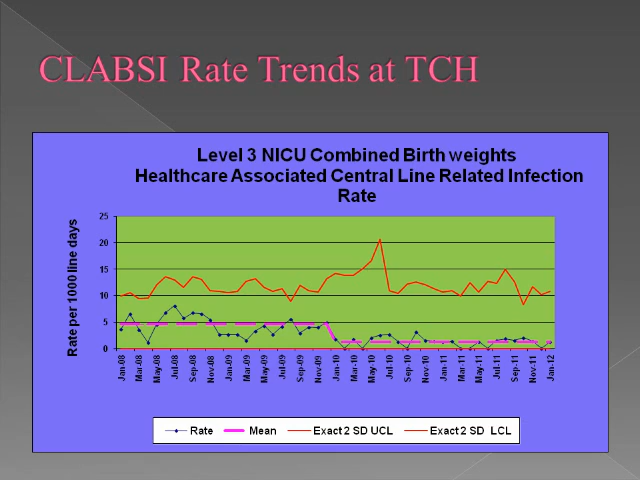 CLABSI Rate Trends at TCH
Level 3 NICU Combined Birth weights
Healthcare Associated Central Line Related Infection
Rate
Rate per 1000 line days
25
20
15
10
5
0
Jan-08
Mar-08
May-08
Jul-08
Sep-08
Nov-08
Jan-09
Mar-09
May-09
Jul-09
Sep-09
Nov-09
Jan-10
Mar-10
May-10
Jul-10
Sep-10
Nov-10
Jan-11
Mar-11
May-11
Jul-11
Sep-11
Nov-11
Jan-12
Rate Mean Exact 2 SD UCL Exact 2 SD LCL